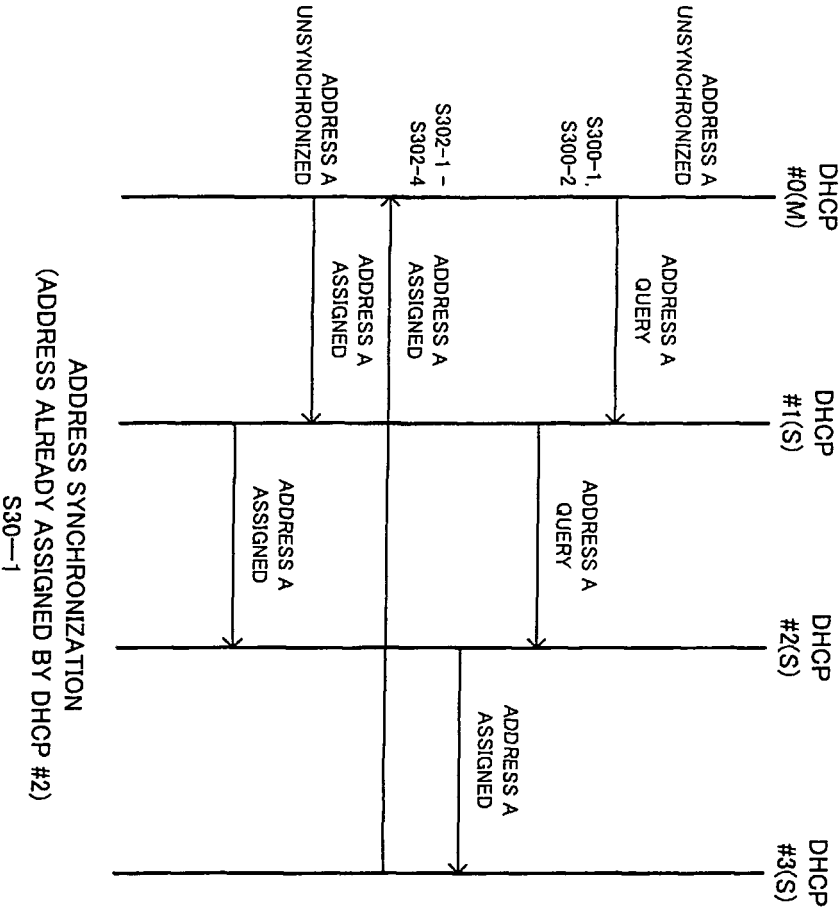 DHCP
#0(M)
DHCP
#1(S)
DHCP
#2(S)
DHCP
#3(S)
ADDRESS A
UNSYNCHRONIZED
ADDRESS A
QUERY
S300-1,
S300-2
ADDRESS A
QUERY
ADDRESS A
ASSIGNED
S302-1 -
S302-4
ADDRESS A
ASSIGNED
ADDRESS A
ASSIGNED
ADDRESS A
UNSYNCHRONIZED
ADDRESS A
ASSIGNED
ADDRESS SYNCHRONIZATION
(ADDRESS ALREADY ASSIGNED BY DHCP #2)
S30—1